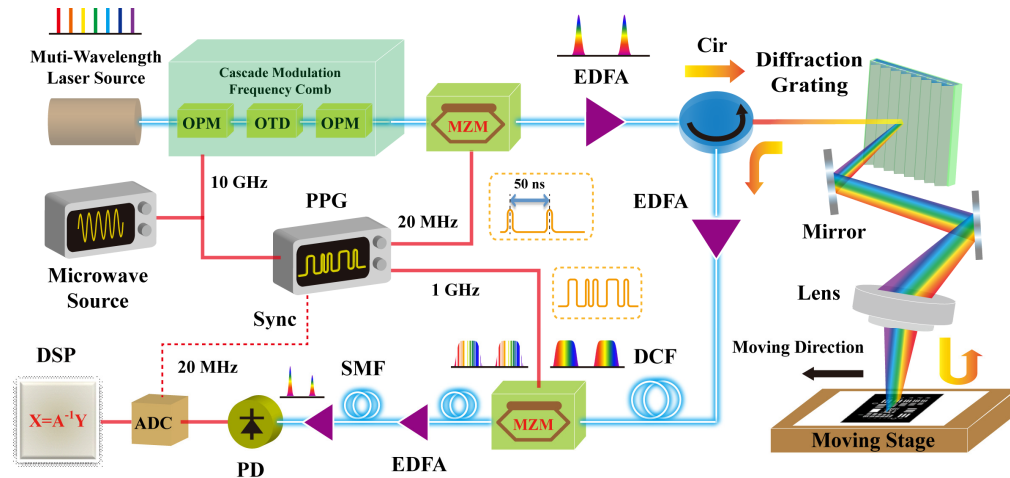 Muti-Wavelength
Laser Source
Cascade Modulation
Frequency Comb
OPM
OTD
OPM
MZM
EDFA
Cir
Diffraction
Grating
10 GHz
PPG
20 MHz
50 ns
EDFA
Mirror
Microwave
Source
1 GHz
Lens
Sync
DSP
20 MHz
SMF
DCF
Moving Direction
X=A⁻¹Y
ADC
PD
EDFA
MZM
Moving Stage